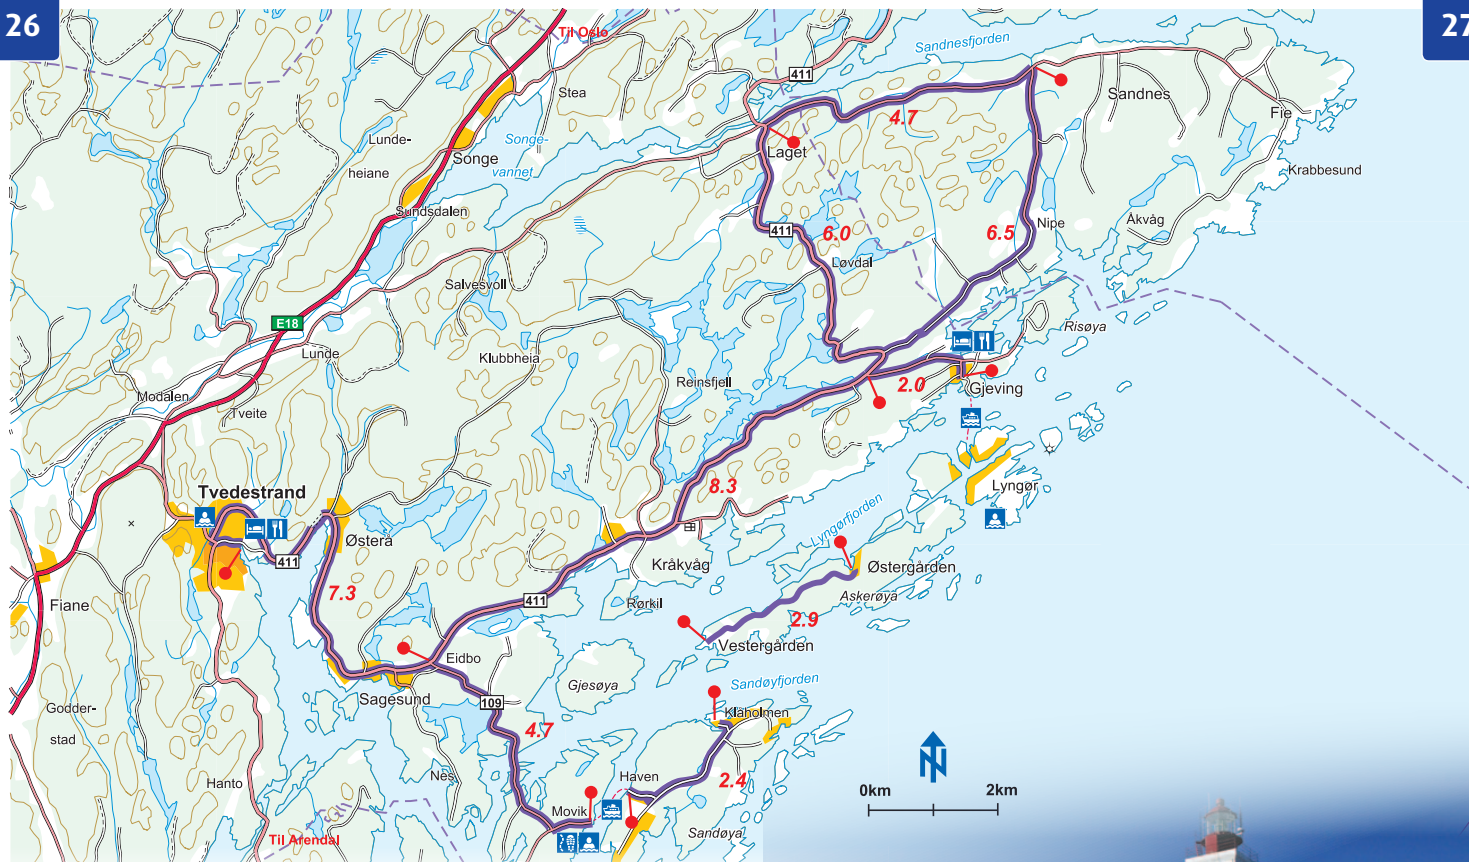 26
27
Til Oslo
Sandnesfjorden
411
Stea
Sandnes
4.7
Fie
Lunde-
heiane
Songe-
vannet
Songe
Laget
Krabbesund
Sundsdalen
411
6.0
6.5
Nipe
Åkvåg
Løvdal
Salvesvoll
E18
Risøya
Lunde
Klubbheia
Reinsfjell
2.0
Gjeving
Modalen
Tveite
Tvedestrand
8.3
Lyngør
Lyngørfjorden
Østerå
411
Kråkvåg
Østergården
Fiane
7.3
411
Rørkil
Askerøya
2.9
Vestergården
Eidbo
Sagesund
Gjesøya
Sandøyfjorden
Godder-
stad
109
Klåholmen
4.7
Hanto
Nes
Haven
2.4
0km
2km
Movik
Sandøya
Til Arendal
N